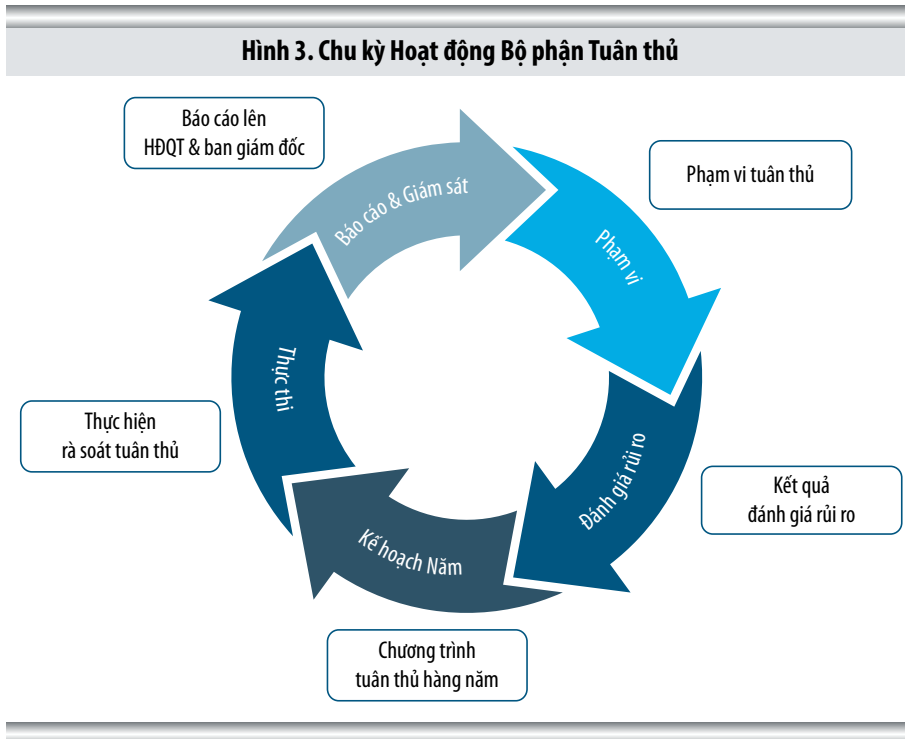 Hình 3. Chu kỳ Hoạt động Bộ phận Tuân thủ
Báo cáo lên
HĐQT & ban giám đốc
Báo cáo & Giám sát
Phạm vi tuân thủ
Phạm vi
Thực thi
Thực hiện
rà soát tuân thủ
Đánh giá rủi ro
Kết quả
đánh giá rủi ro
Kế hoạch Năm
Chương trình
tuân thủ hàng năm